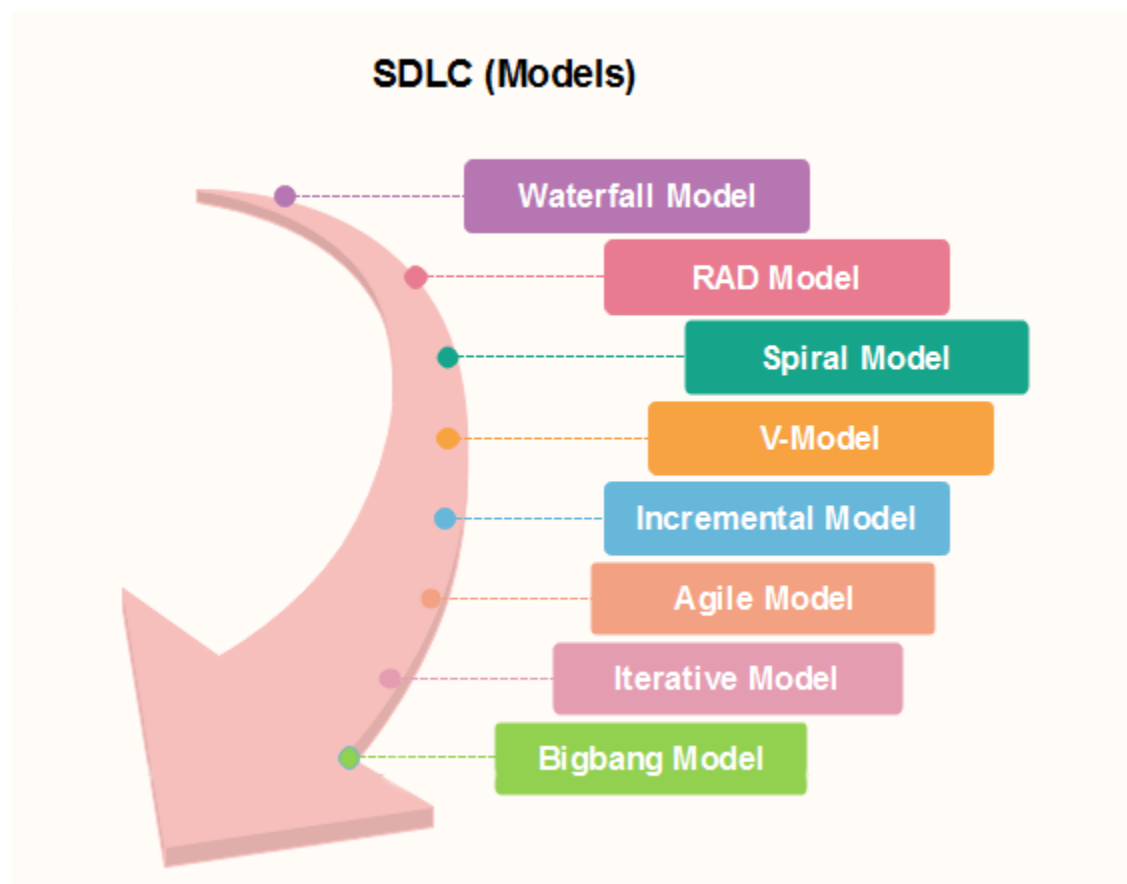 SDLC (Models)
Waterfall Model
RAD Model
Spiral Model
V-Model
Incremental Model
Agile Model
Iterative Model
Bigbang Model